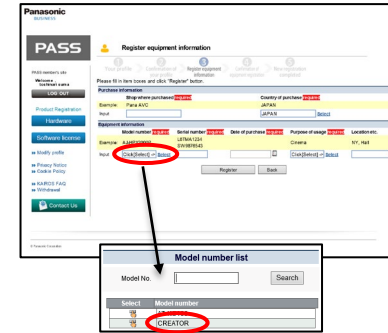 Panasonic
BUSINESS
PASS
Register equipment information
PASS member's site
Welcome
LOG OUT
Product Registration
Hardware
Software license
Modify profile
Privacy Notice
Cookie Policy
KAIROS FAQ
Withdrawal
Contact Us
Register equipment
information
Please fill in item boxes and click "Register" button.
Purchase information
Shop where purchased required Country of purchase required
Example Pana AVC JAPAN
Input JAPAN Select
Equipment information
Model number required Serial number required Date of purchase required Purpose of usage required Location etc.
Example Cinema NY, Hall
Input Click[Select] Select Click[Select] Select
Register Back
Model number list
Model No. Search
Select Model number
CREATOR